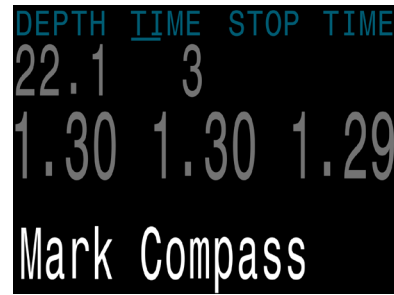 DEPTH TIME STOP TIME
22.1 3
1.30 1.30 1.29
Mark Compass